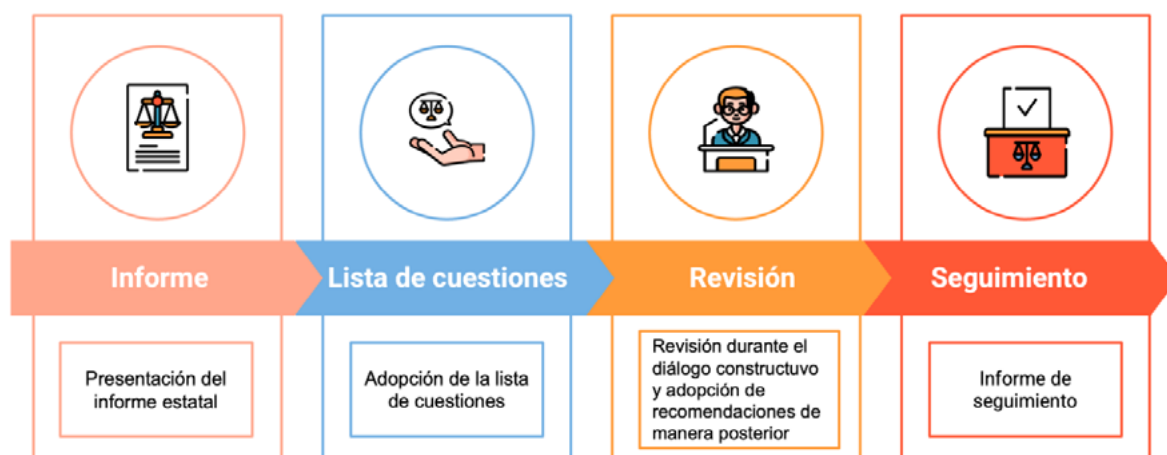 Informe
Lista de cuestiones
Revisión
Seguimiento
Presentación del
informe estatal
Adopción de la lista
de cuestiones
Revisión durante el
diálogo constructuvo
y adopción de
recomendaciones de
manera posterior
Informe de
seguimiento